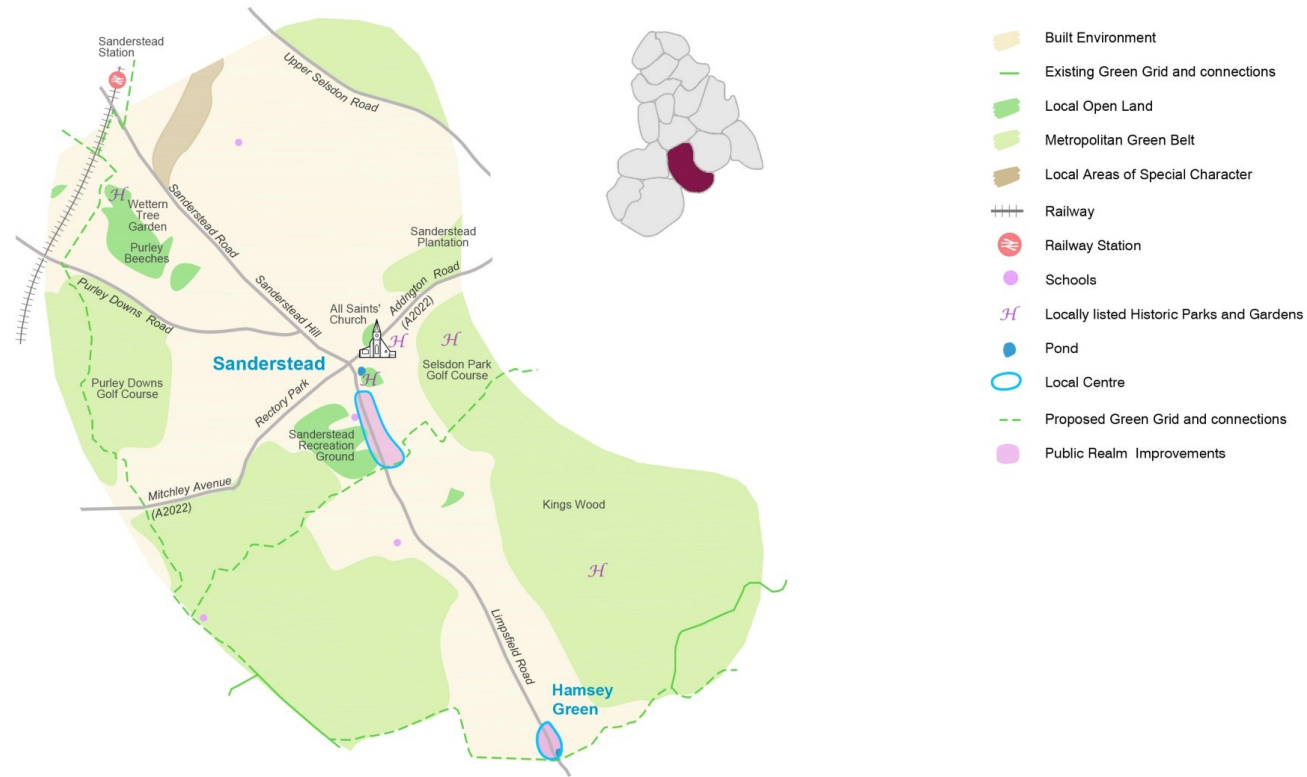 Sanderstead
Station
Upper Selsdon Road
H
Wettern
Tree
Garden
Purley
Beeches
Sanderstead Road
Sanderstead
Plantation
Purley Downs Road
Sanderstead Hill
All Saints'
Church
Addngton Road
(A2022)
H
H
Sanderstead
Selsdon Park
Golf Course
H
Purley Downs
Golf Course
Rectory Park
Sanderstead
Recreation
Ground
Mitchley Avenue
(A2022)
Kings Wood
H
Limpsfield Road
Hamsey
Green
Built Environment
Existing Green Grid and connections
Local Open Land
Metropolitan Green Belt
Local Areas of Special Character
Railway
Railway Station
Schools
H Locally listed Historic Parks and Gardens
Pond
Local Centre
Proposed Green Grid and connections
Public Realm Improvements